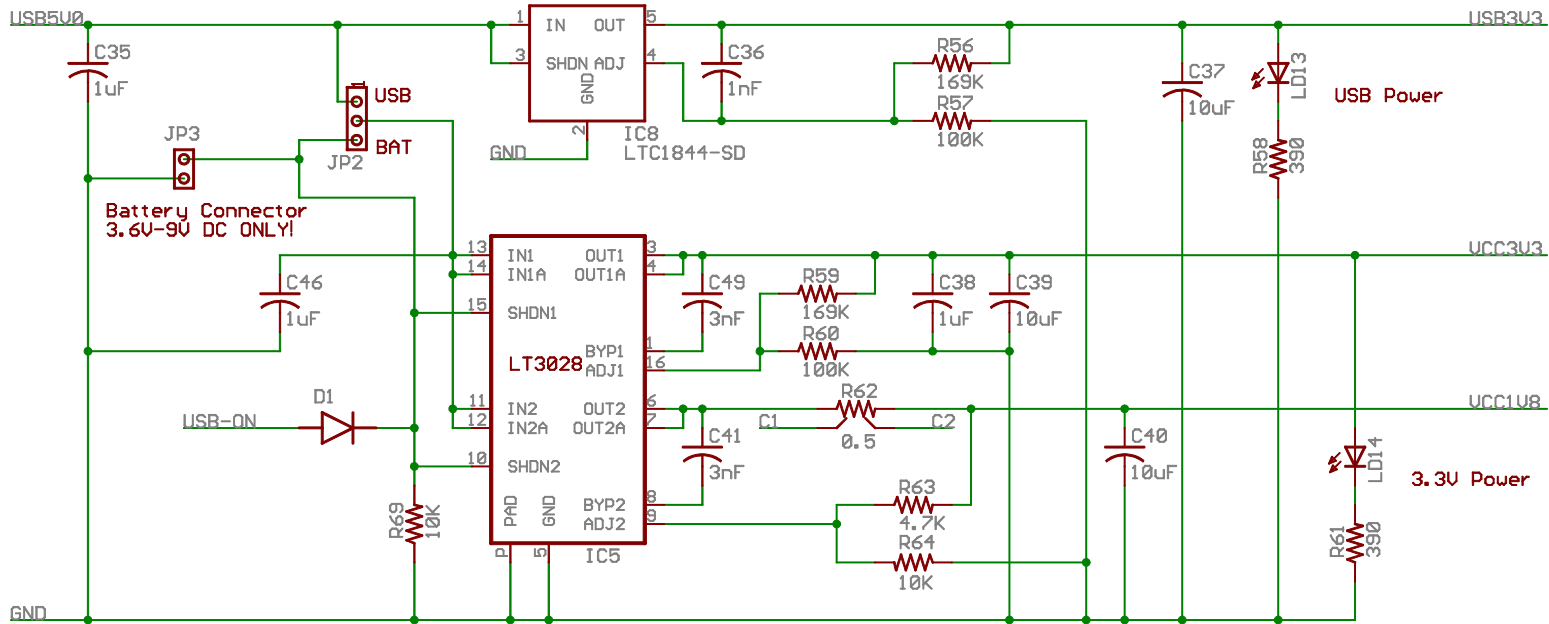 USB5V0
1
IN
OUT
5
USB3V3
C35
1uF
3
SHDN
ADJ
4
GND
2
C36
1nF
R56
169K
R57
100K
C37
10uF
LD13
USB Power
R58
390
1
USB
BAT
JP2
JP3
IC8
LTC1844-SD
GND
Battery Connector
3.6V-9V DC ONLY!
13
IN1
OUT1
3
VCC3V3
14
IN1A
OUT1A
4
C46
1uF
15
SHDN1
C49
3nF
R59
169K
R60
100K
C38
1uF
C39
10uF
BYP1
1
LT3028
ADJ1
16
D1
USB-ON
11
IN2
OUT2
6
12
IN2A
OUT2A
7
R62
C1
C2
0.5
VCC1V8
C41
3nF
C40
10uF
LD14
3.3V Power
10
SHDN2
R69
10K
PAD
GND
BYP2
8
ADJ2
9
R63
4.7K
R64
10K
R61
390
P
5
IC5
GND